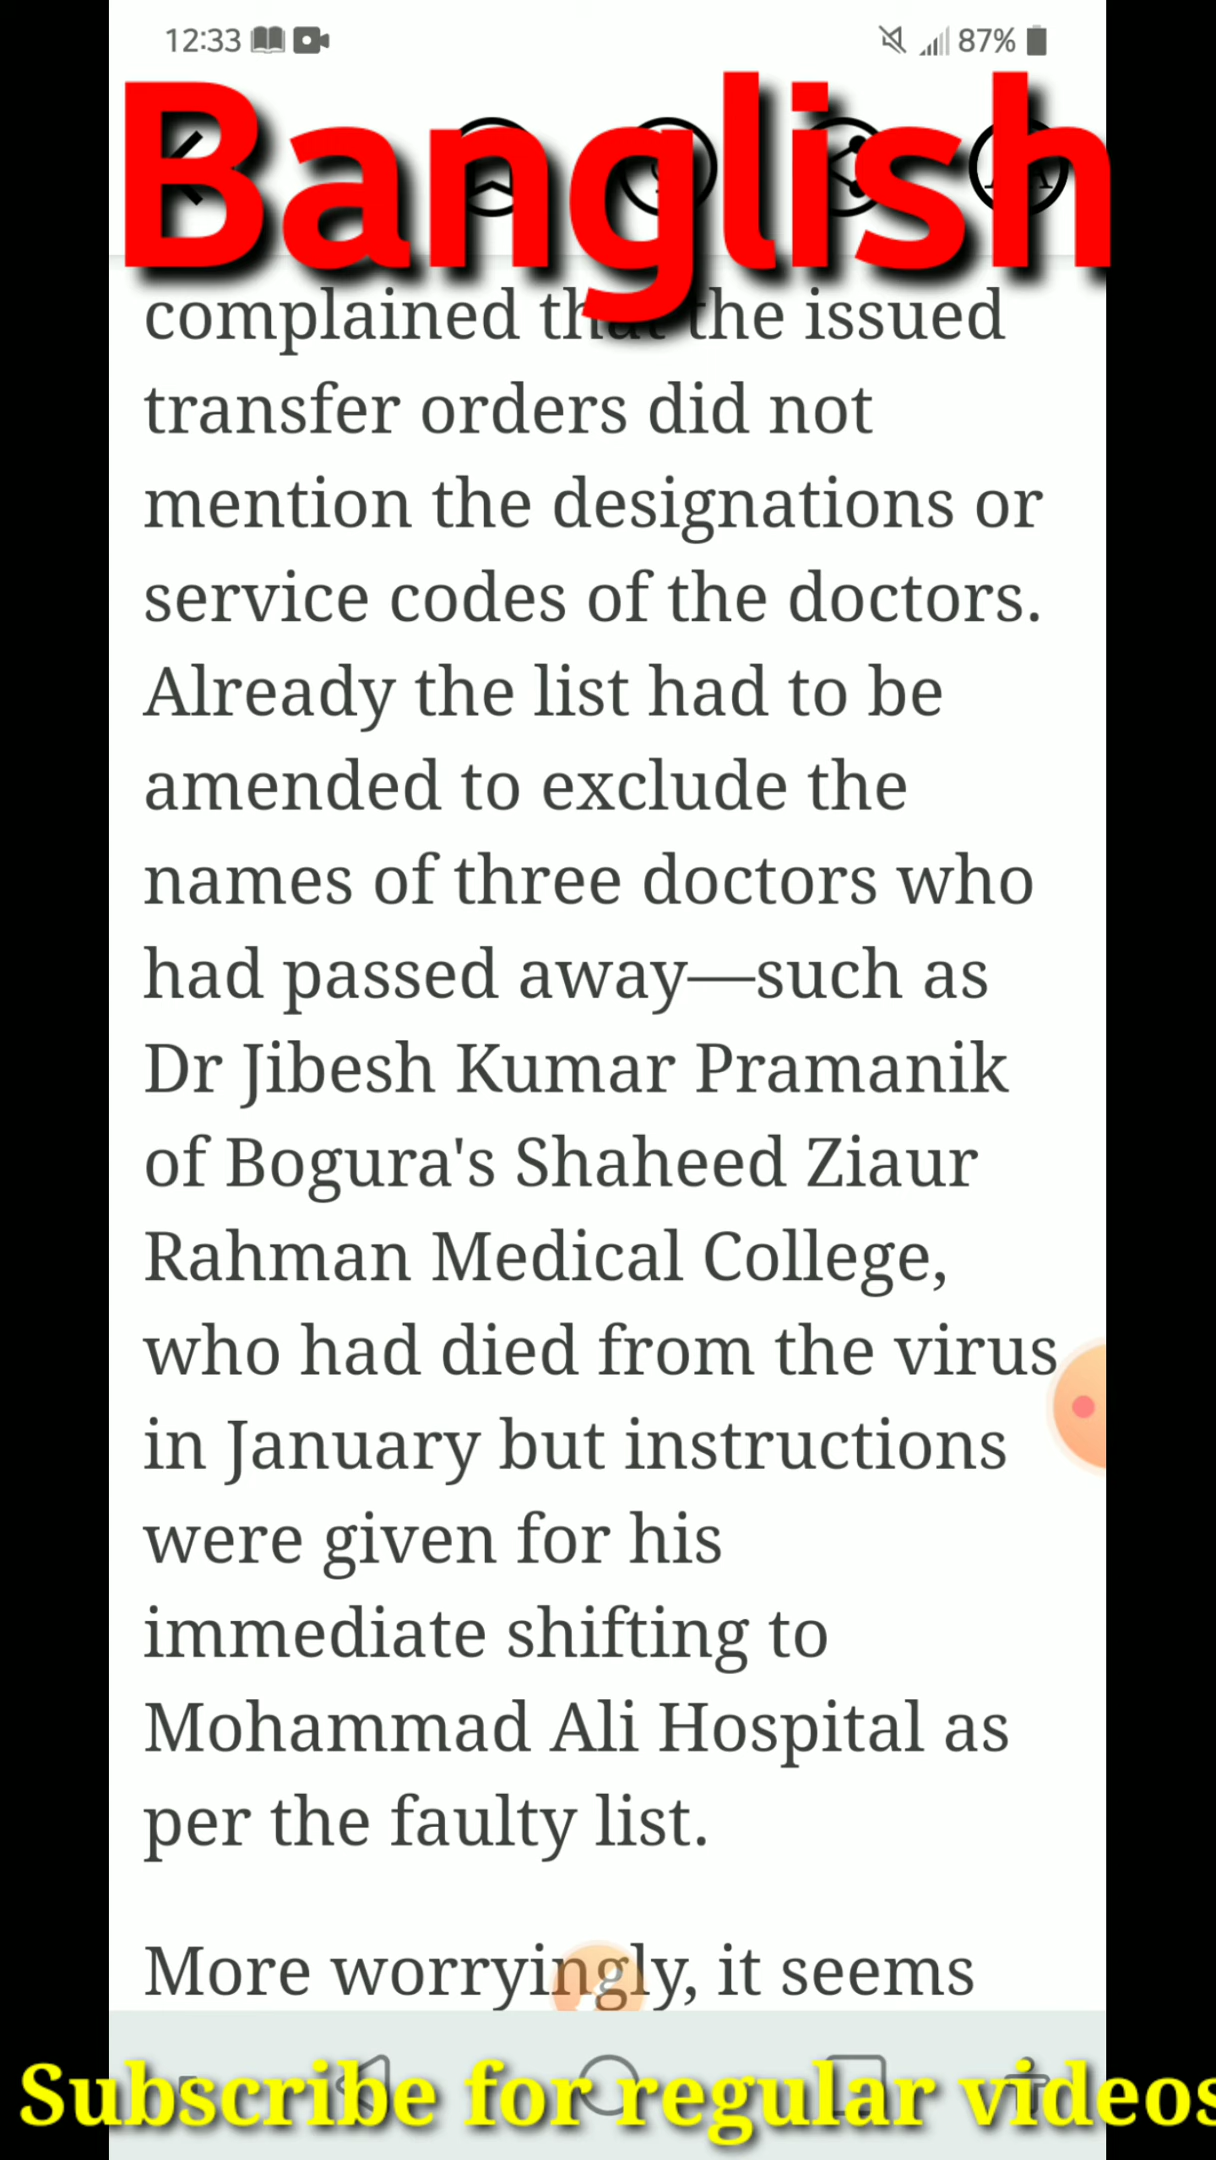 12:33
87%
Banglish
complained that the issued
transfer orders did not
mention the designations or
service codes of the doctors.
Already the list had to be
amended to exclude the
names of three doctors who
had passed away—such as
Dr Jibesh Kumar Pramanik
of Bogura's Shaheed Ziaur
Rahman Medical College,
who had died from the virus
in January but instructions
were given for his
immediate shifting to
Mohammad Ali Hospital as
per the faulty list.
More worryingly, it seems
Subscribe for regular videos